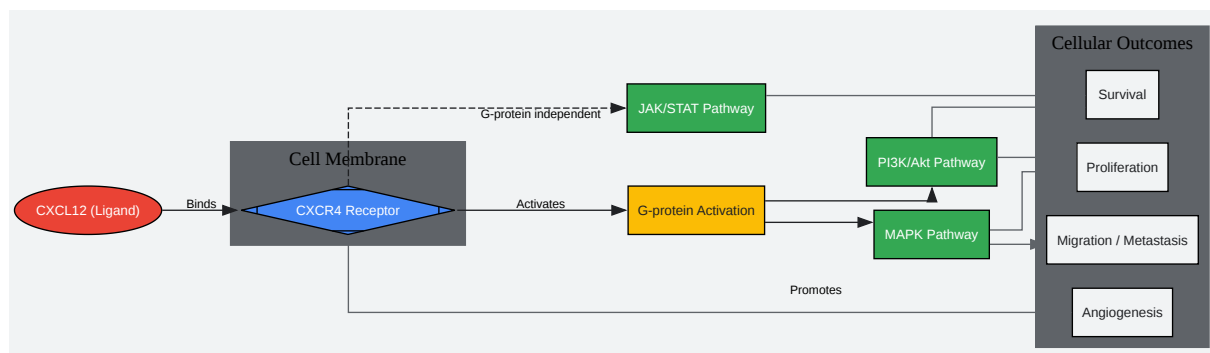 Cellular Outcomes
Survival
JAK/STAT Pathway
G-protein independent
Cell Membrane
PI3K/Akt Pathway
Proliferation
CXCL12 (Ligand)
Binds
CXCR4 Receptor
Activates
G-protein Activation
MAPK Pathway
Migration / Metastasis
Promotes
Angiogenesis